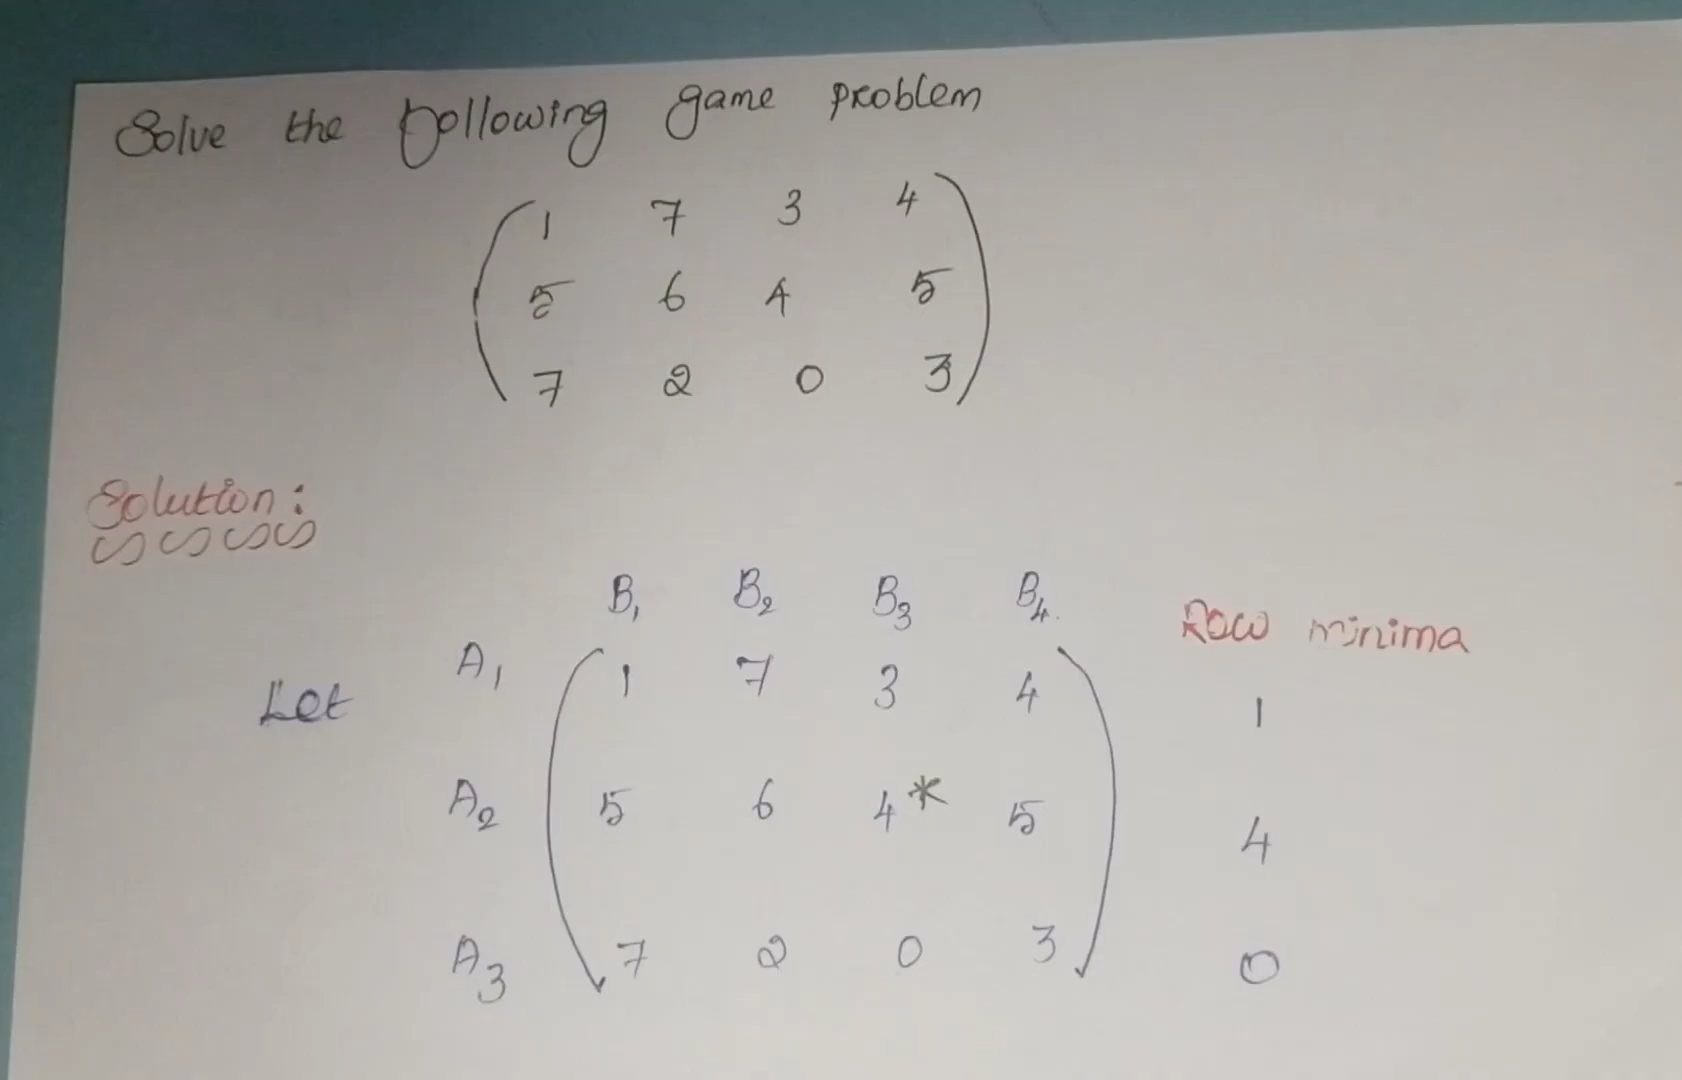 Solve the following game problem
1 7 3 4
5 6 4 5
7 2 0 3
Solution:
B1 B2 B3 B4 Row minima
Let A1 1 7 3 4 1
A2 5 6 4* 5 4
A3 7 2 0 3 0